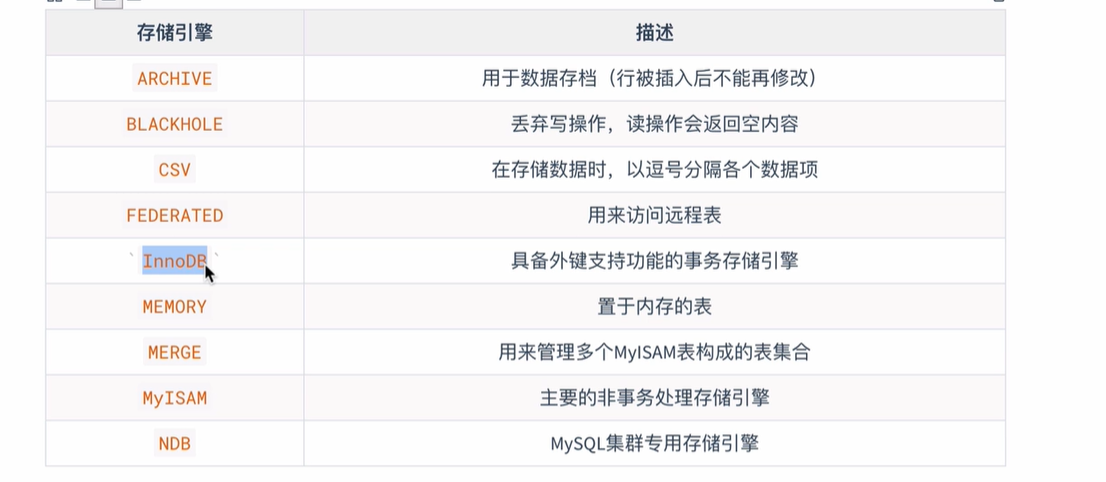 存储引擎 描述
ARCHIVE 用于数据存档（行被插入后不能再修改）
BLACKHOLE 丢弃写操作，读操作会返回空内容
CSV 在存储数据时，以逗号分隔各个数据项
FEDERATED 用来访问远程表
`InnoDB` 具备外键支持功能的事务存储引擎
MEMORY 置于内存的表
MERGE 用来管理多个MyISAM表构成的表集合
MyISAM 主要的非事务处理存储引擎
NDB MySQL集群专用存储引擎